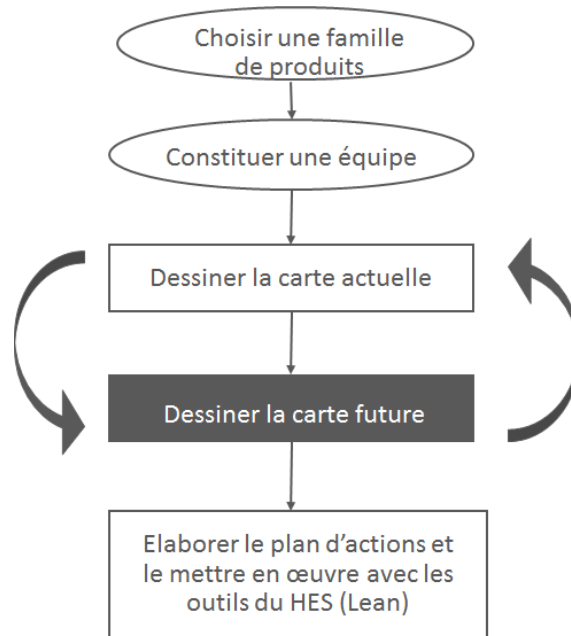 Choisir une famille
de produits
Constituer une équipe
Dessiner la carte actuelle
Dessiner la carte future
Elaborer le plan d’actions et
le mettre en œuvre avec les
outils du HES (Lean)